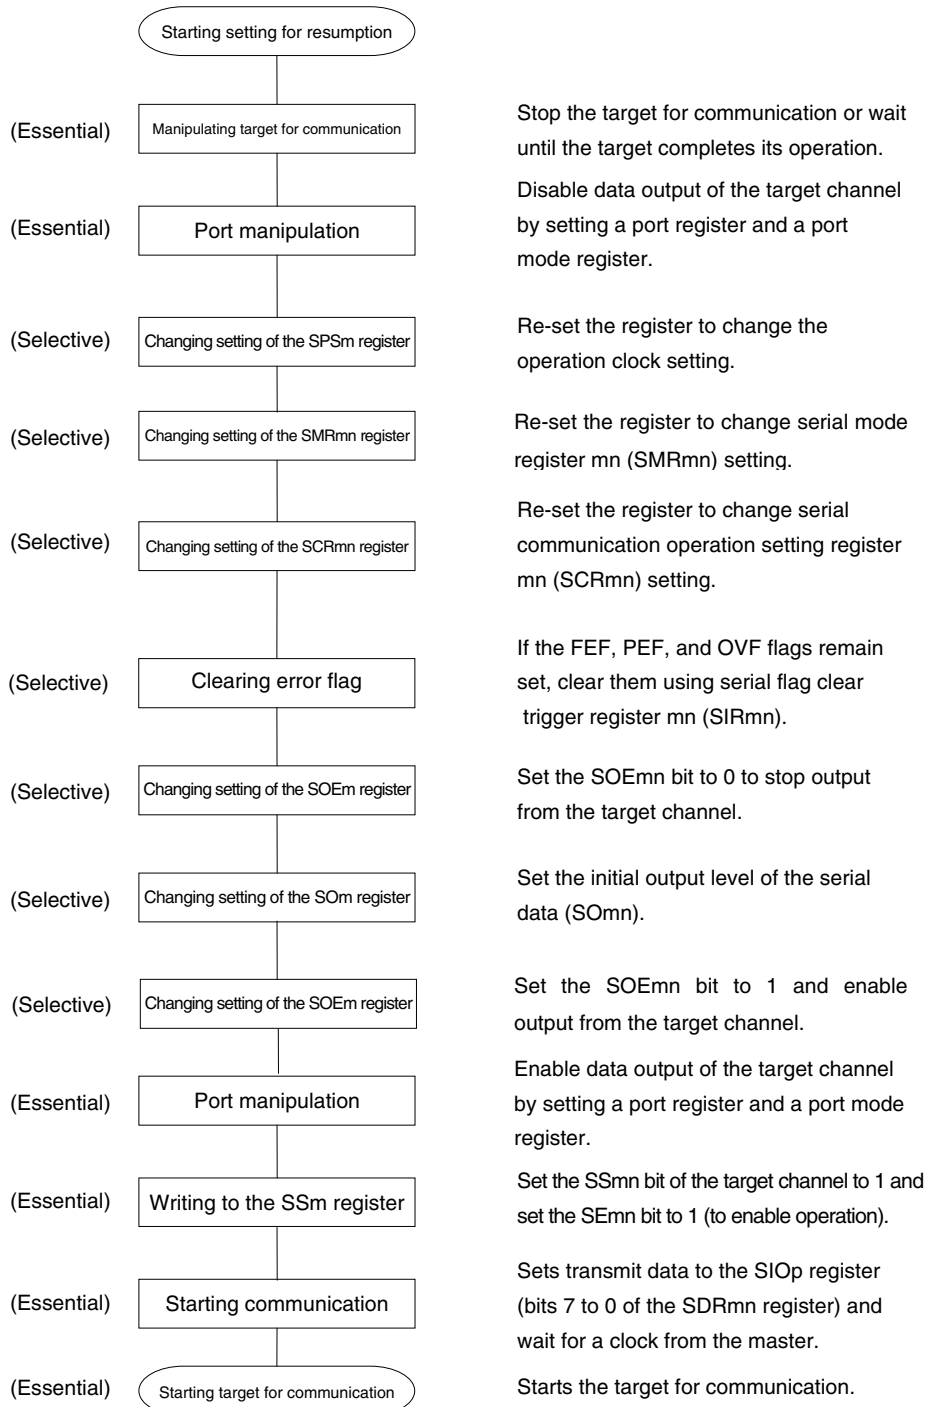 Starting setting for resumption
(Essential)
Manipulating target for communication
Stop the target for communication or wait
until the target completes its operation.
(Essential)
Port manipulation
Disable data output of the target channel
by setting a port register and a port
mode register.
(Selective)
Changing setting of the SPSm register
Re-set the register to change the
operation clock setting.
(Selective)
Changing setting of the SMRmn register
Re-set the register to change serial mode
register mn (SMRmn) setting.
(Selective)
Changing setting of the SCRmn register
Re-set the register to change serial
communication operation setting register
mn (SCRmn) setting.
(Selective)
Clearing error flag
If the FEF, PEF, and OVF flags remain
set, clear them using serial flag clear
trigger register mn (SIRmn).
(Selective)
Changing setting of the SOEm register
Set the SOEmn bit to 0 to stop output
from the target channel.
(Selective)
Changing setting of the SOm register
Set the initial output level of the serial
data (SOmn).
(Selective)
Changing setting of the SOEm register
Set the SOEmn bit to 1 and enable
output from the target channel.
(Essential)
Port manipulation
Enable data output of the target channel
by setting a port register and a port mode
register.
(Essential)
Writing to the SSm register
Set the SSmn bit of the target channel to 1 and
set the SEmn bit to 1 (to enable operation).
(Essential)
Starting communication
Sets transmit data to the SIOp register
(bits 7 to 0 of the SDRmn register) and
wait for a clock from the master.
(Essential)
Starting target for communication
Starts the target for communication.